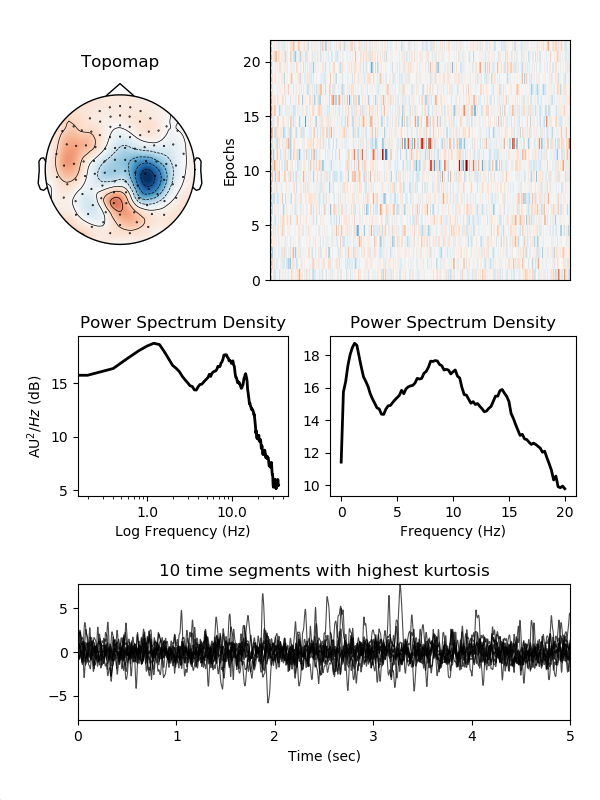 Topomap
Epochs
20
15
10
5
0
Power Spectrum Density
AU²/Hz (dB)
15
10
5
1.0 10.0
Log Frequency (Hz)
Power Spectrum Density
18
16
14
12
10
0 5 10 15 20
Frequency (Hz)
10 time segments with highest kurtosis
5
0
−5
0 1 2 3 4 5
Time (sec)